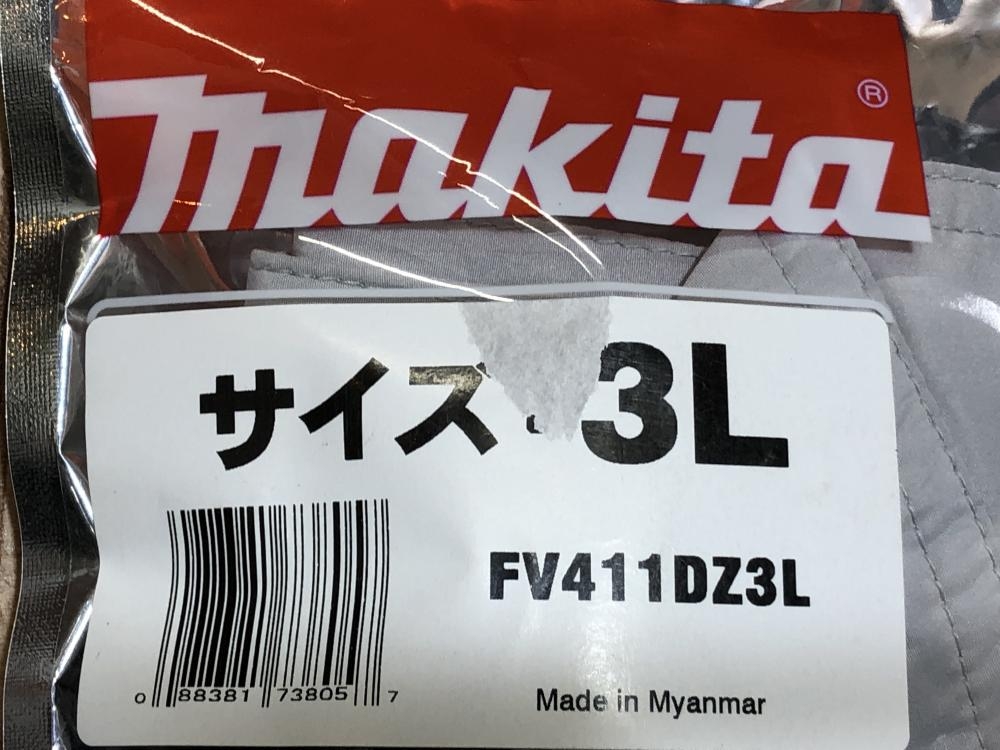 makita®
サイズ:3L
FV411DZ3L
0 88381 73805 7
Made in Myanmar